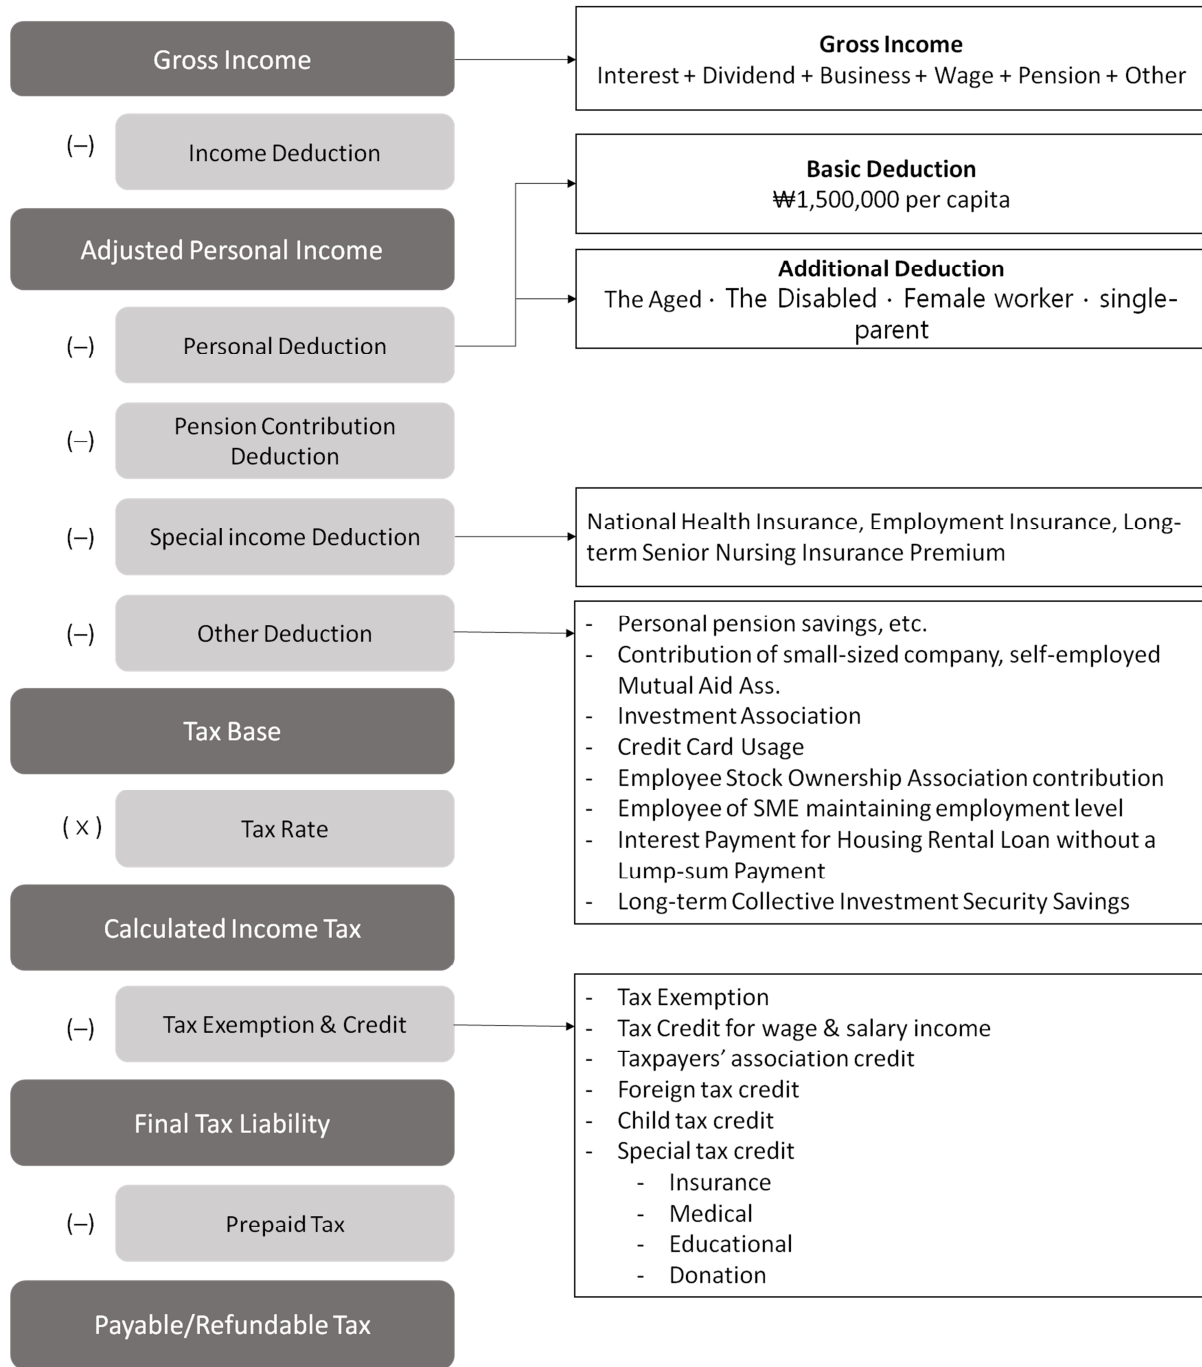 Gross Income
Gross Income
Interest + Dividend + Business + Wage + Pension + Other
(−)
Income Deduction
Basic Deduction
₩1,500,000 per capita
Adjusted Personal Income
Additional Deduction
The Aged · The Disabled · Female worker · single-
parent
(−)
Personal Deduction
(−)
Pension Contribution
Deduction
(−)
Special income Deduction
National Health Insurance, Employment Insurance, Long-
term Senior Nursing Insurance Premium
(−)
Other Deduction
- Personal pension savings, etc.
- Contribution of small-sized company, self-employed
Mutual Aid Ass.
- Investment Association
- Credit Card Usage
- Employee Stock Ownership Association contribution
- Employee of SME maintaining employment level
- Interest Payment for Housing Rental Loan without a
Lump-sum Payment
- Long-term Collective Investment Security Savings
Tax Base
( x )
Tax Rate
Calculated Income Tax
(−)
Tax Exemption & Credit
- Tax Exemption
- Tax Credit for wage & salary income
- Taxpayers’ association credit
- Foreign tax credit
- Child tax credit
- Special tax credit
- Insurance
- Medical
- Educational
- Donation
Final Tax Liability
(−)
Prepaid Tax
Payable/Refundable Tax